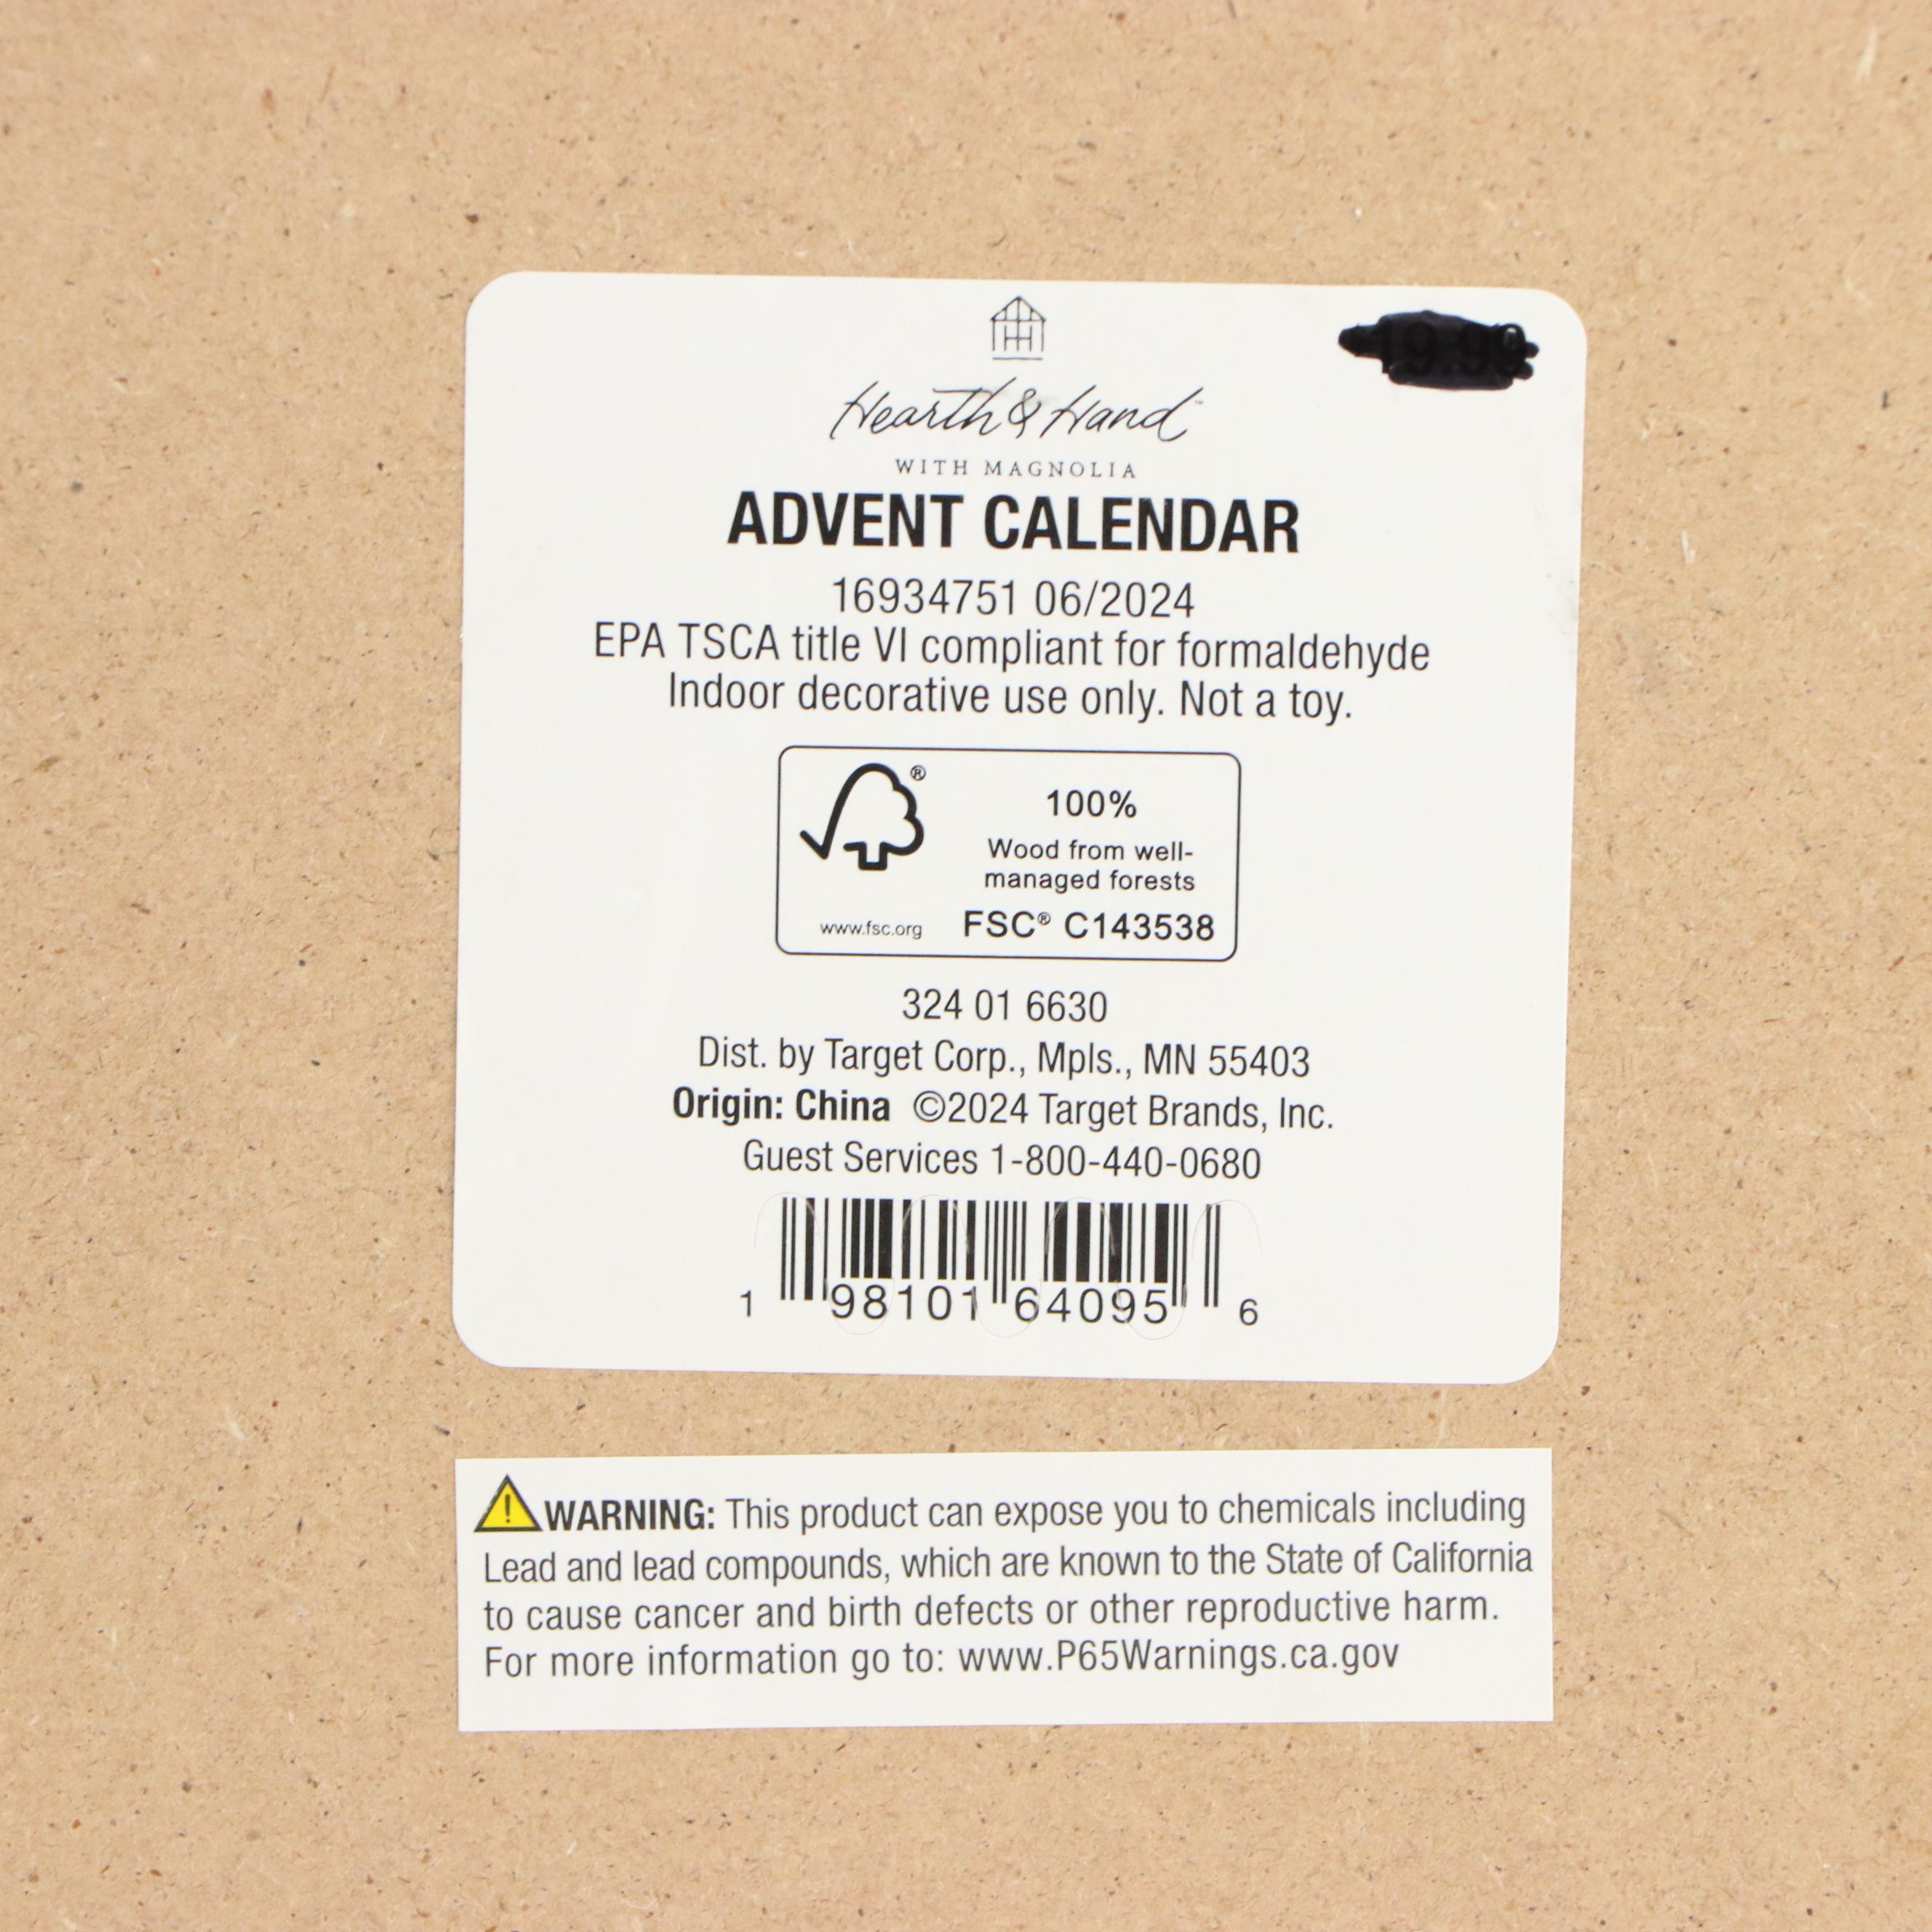 Hearth & Hand™
WITH MAGNOLIA
ADVENT CALENDAR
16934751 06/2024
EPA TSCA title VI compliant for formaldehyde
Indoor decorative use only. Not a toy.
®
100%
Wood from well-
managed forests
www.fsc.org FSC® C143538
324 01 6630
Dist. by Target Corp., Mpls., MN 55403
Origin: China ©2024 Target Brands, Inc.
Guest Services 1-800-440-0680
1 98101 64095 6
WARNING: This product can expose you to chemicals including
Lead and lead compounds, which are known to the State of California
to cause cancer and birth defects or other reproductive harm.
For more information go to: www.P65Warnings.ca.gov